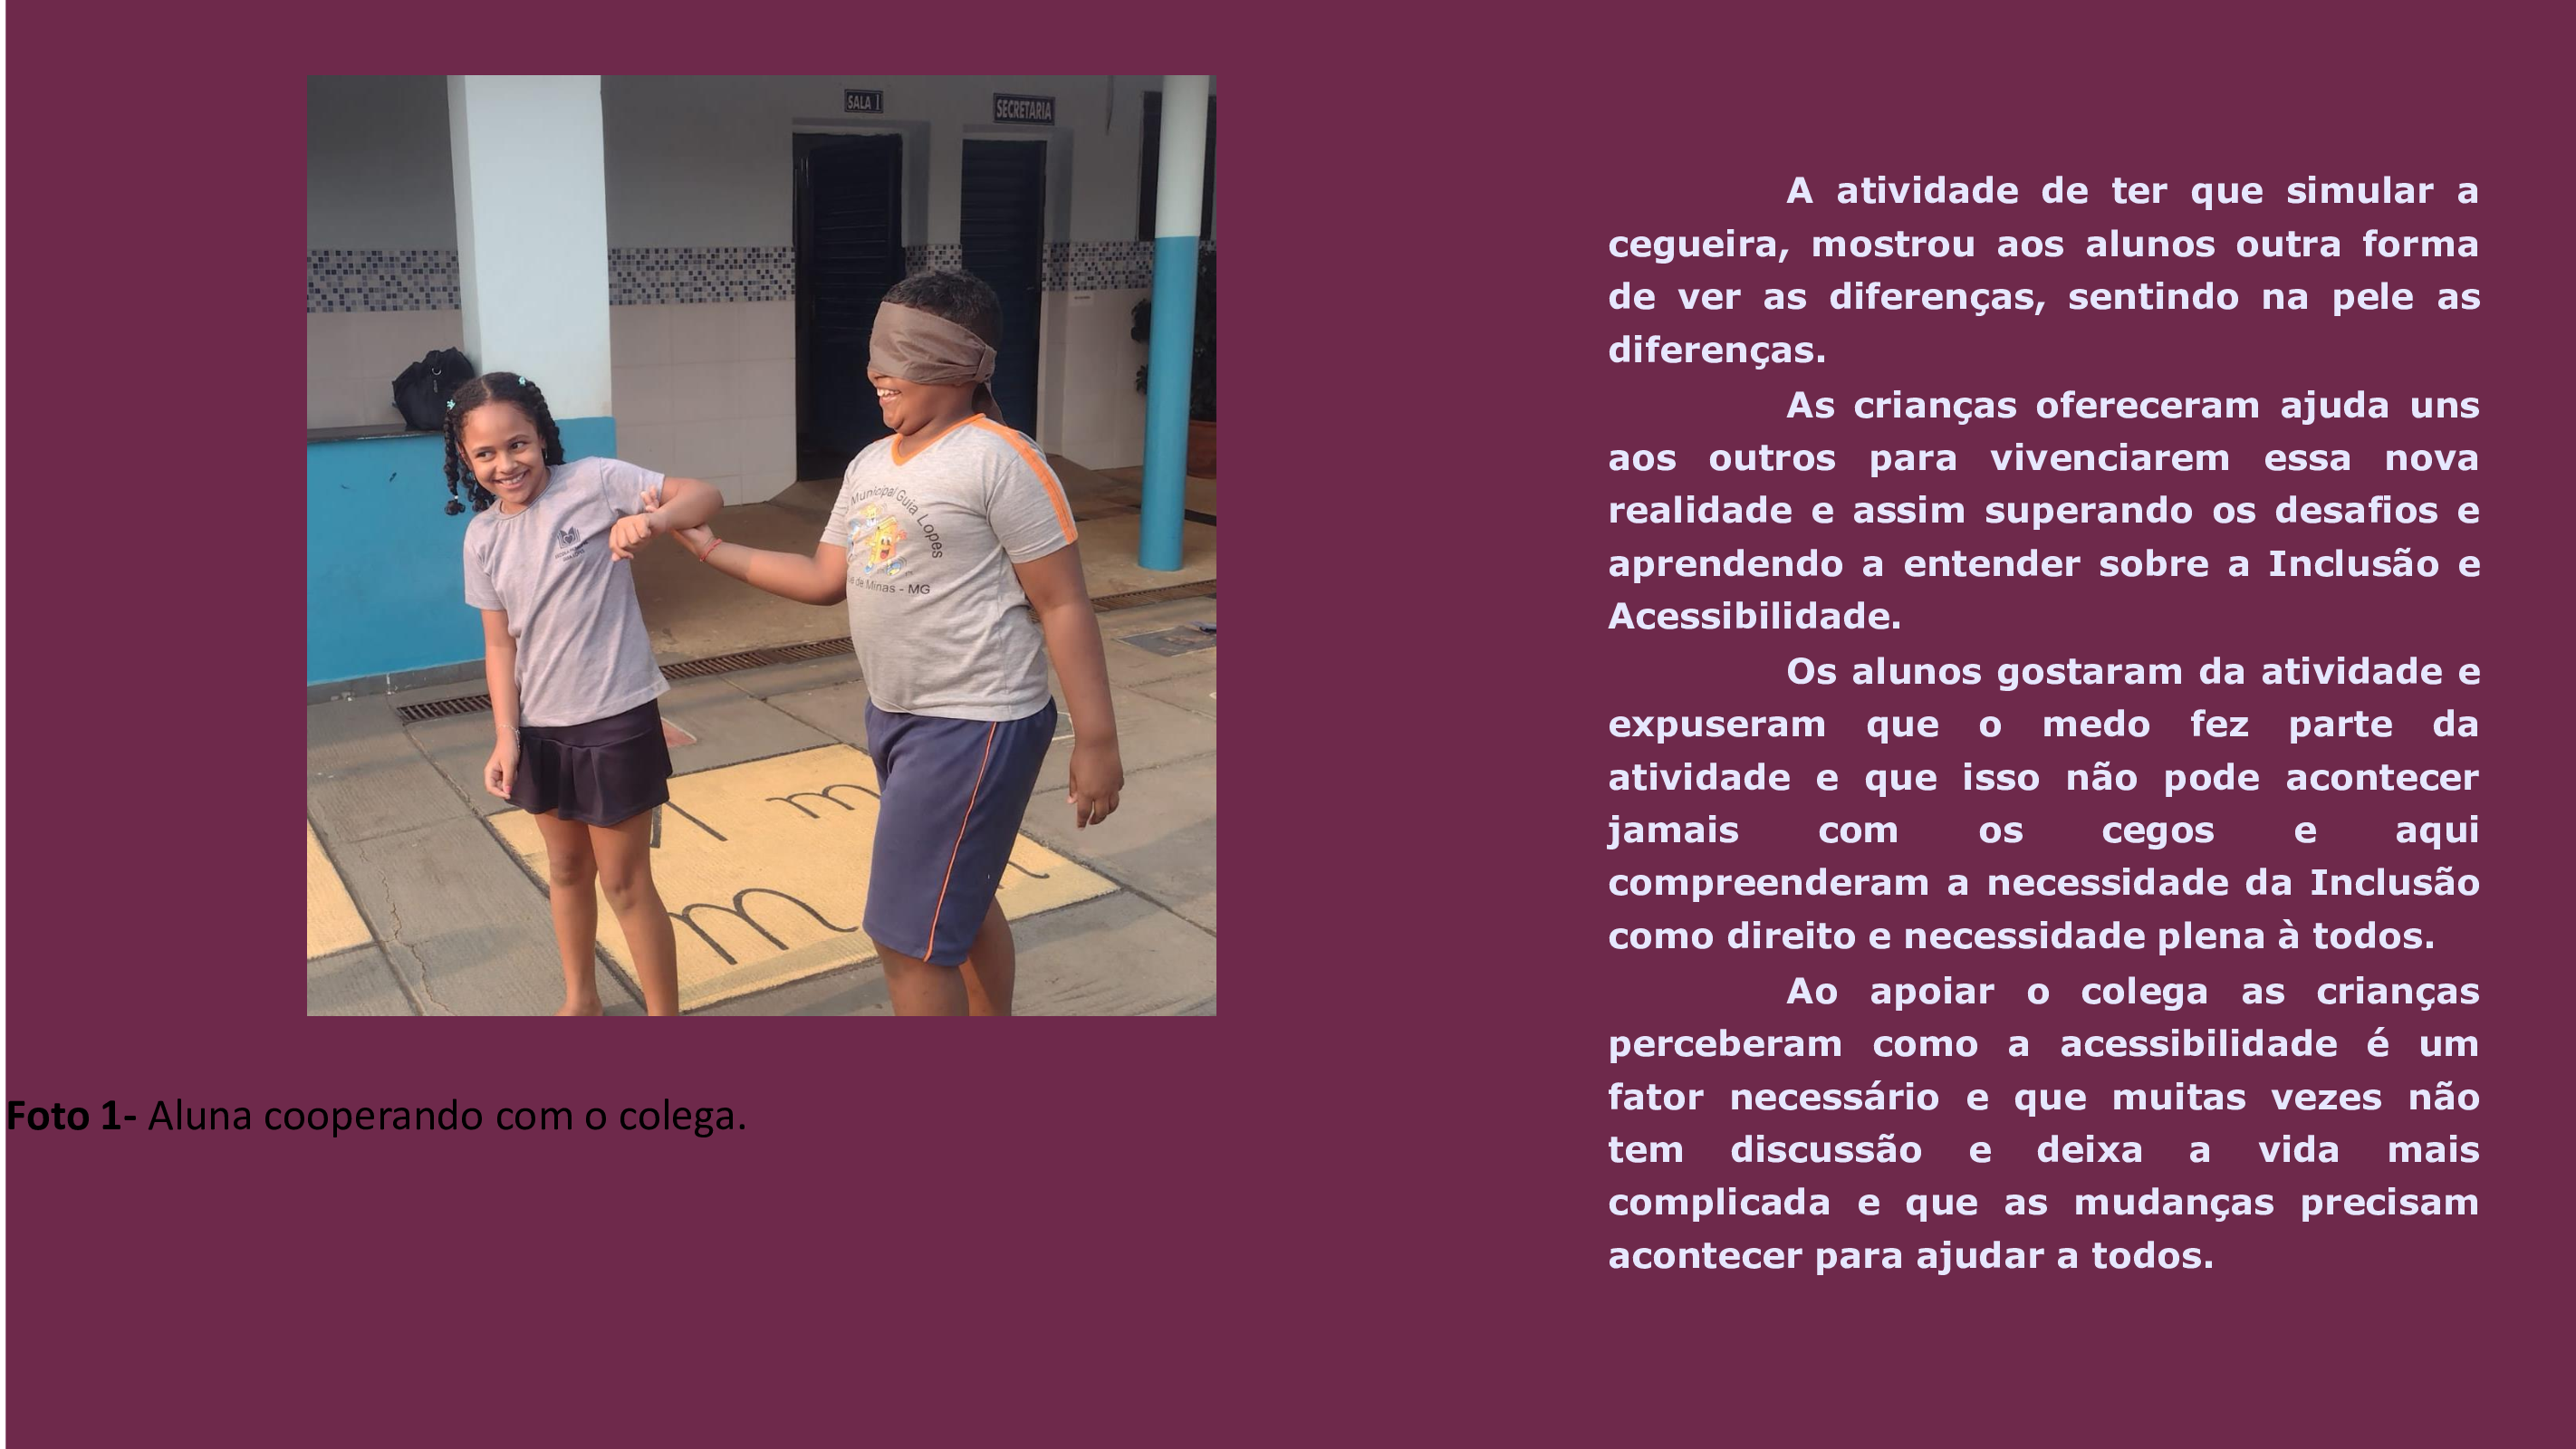 SALA 1
SECRETARIA
Municipal Guia Lopes
de Minas - MG
Foto 1- Aluna cooperando com o colega.
A atividade de ter que simular a
cegueira, mostrou aos alunos outra forma
de ver as diferenças, sentindo na pele as
diferenças.
As crianças ofereceram ajuda uns
aos outros para vivenciarem essa nova
realidade e assim superando os desafios e
aprendendo a entender sobre a Inclusão e
Acessibilidade.
Os alunos gostaram da atividade e
expuseram que o medo fez parte da
atividade e que isso não pode acontecer
jamais com os cegos e aqui
compreenderam a necessidade da Inclusão
como direito e necessidade plena à todos.
Ao apoiar o colega as crianças
perceberam como a acessibilidade é um
fator necessário e que muitas vezes não
tem discussão e deixa a vida mais
complicada e que as mudanças precisam
acontecer para ajudar a todos.